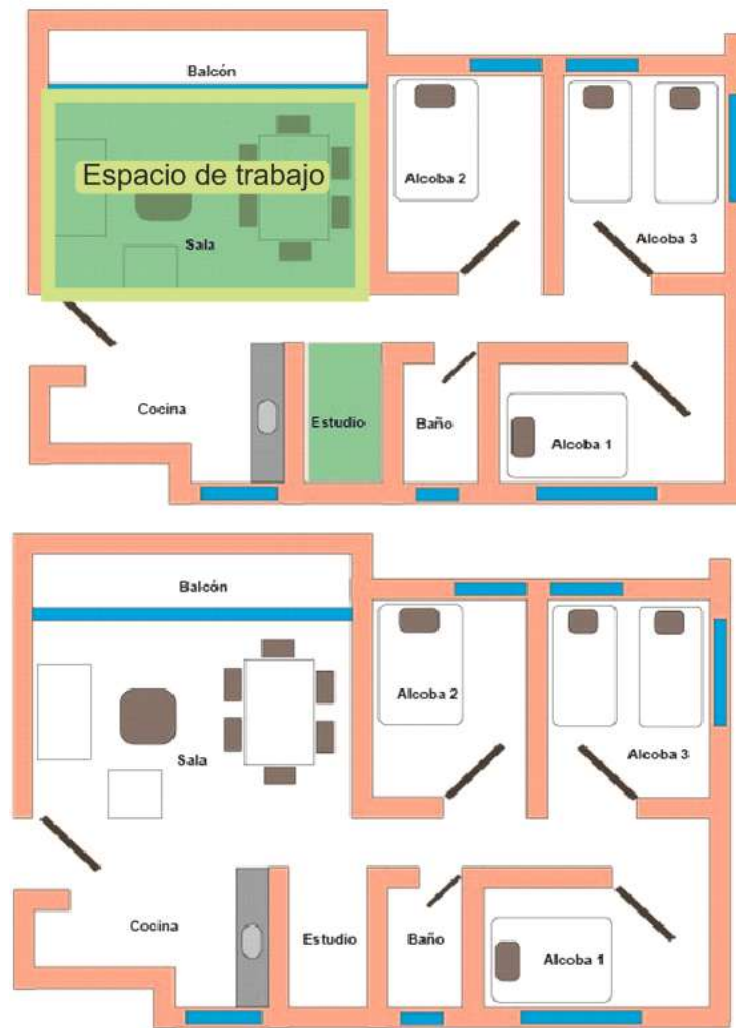 Balcón
Espacio de trabajo
Alcoba 2
Sala
Alcoba 3
Cocina
Estudio
Baño
Alcoba 1
Balcón
Alcoba 2
Sala
Alcoba 3
Cocina
Estudio
Baño
Alcoba 1